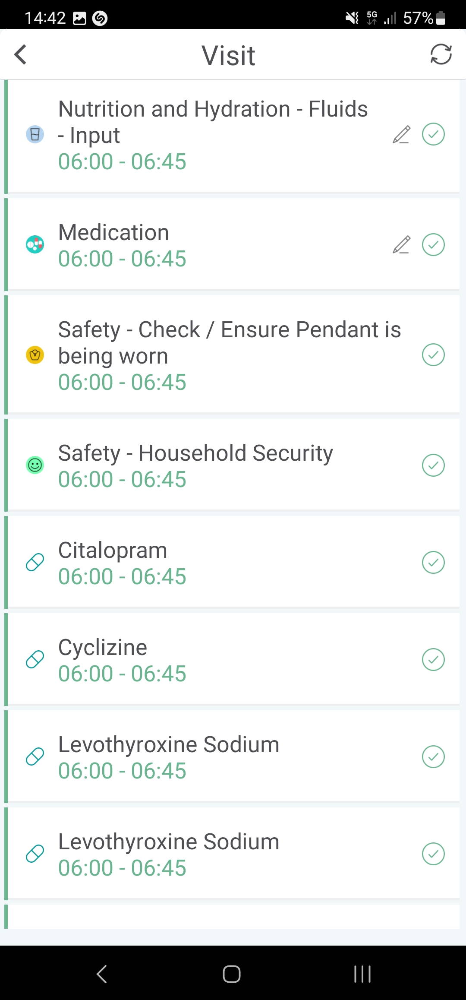 14:42 5G 57%
Visit
Nutrition and Hydration - Fluids
- Input
06:00 - 06:45
Medication
06:00 - 06:45
Safety - Check / Ensure Pendant is
being worn
06:00 - 06:45
Safety - Household Security
06:00 - 06:45
Citalopram
06:00 - 06:45
Cyclizine
06:00 - 06:45
Levothyroxine Sodium
06:00 - 06:45
Levothyroxine Sodium
06:00 - 06:45